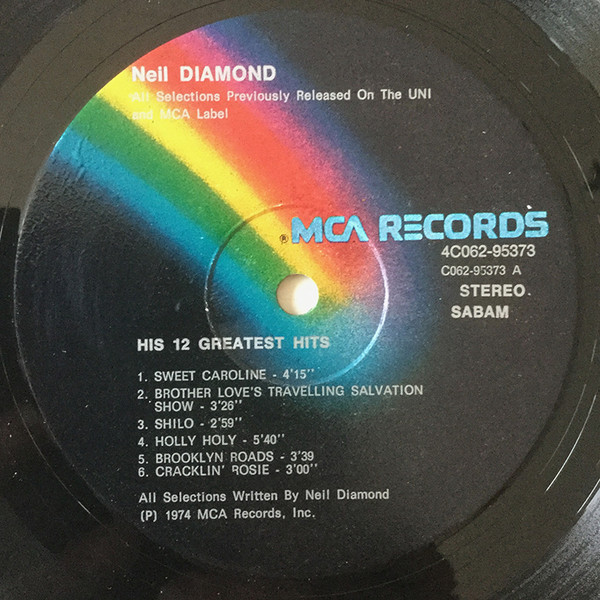 Neil DIAMOND
All Selections Previously Released On The UNI
and MCA Label
® MCA RECORDS
4C062-95373
C062-95373 A
STEREO
SABAM
HIS 12 GREATEST HITS
1. SWEET CAROLINE - 4'15''
2. BROTHER LOVE'S TRAVELLING SALVATION
SHOW - 3'26''
3. SHILO - 2'59''
4. HOLLY HOLY - 5'40''
5. BROOKLYN ROADS - 3'39
6. CRACKLIN' ROSIE - 3'00''
All Selections Written By Neil Diamond
(P) 1974 MCA Records, Inc.